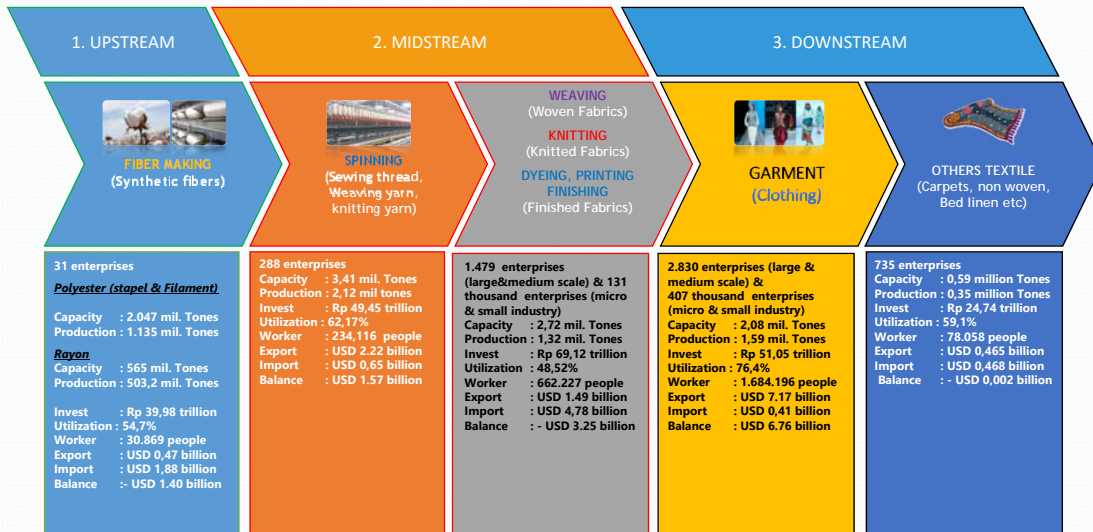 1. UPSTREAM
2. MIDSTREAM
3. DOWNSTREAM
FIBER MAKING
(Synthetic fibers)
SPINNING
(Sewing thread,
Weaving yarn,
knitting yarn)
WEAVING
(Woven Fabrics)
KNITTING
(Knitted Fabrics)
DYEING, PRINTING
FINISHING
(Finished Fabrics)
GARMENT
(Clothing)
OTHERS TEXTILE
(Carpets, non woven,
Bed linen etc)
31 enterprises
Polyester (stapel & Filament)
Capacity : 2.047 mil. Tones
Production : 1.135 mil. Tones
Rayon
Capacity : 565 mil. Tones
Production : 503,2 mil. Tones
Invest : Rp 39,98 trillion
Utilization : 54,7%
Worker : 30.869 people
Export : USD 0,47 billion
Import : USD 1,88 billion
Balance :- USD 1.40 billion
288 enterprises
Capacity : 3,41 mil. Tones
Production : 2,12 mil tones
Invest : Rp 49,45 trillion
Utilization : 62,17%
Worker : 234,116 people
Export : USD 2.22 billion
Import : USD 0,65 billion
Balance : USD 1.57 billion
1.479 enterprises
(large&medium scale) & 131
thousand enterprises (micro
& small industry)
Capacity : 2,72 mil. Tones
Production : 1,32 mil. Tones
Invest : Rp 69,12 trillion
Utilization : 48,52%
Worker : 662.227 people
Export : USD 1.49 billion
Import : USD 4,78 billion
Balance : - USD 3.25 billion
2.830 enterprises (large &
medium scale) &
407 thousand enterprises
(micro & small industry)
Capacity : 2,08 mil. Tones
Production : 1,59 mil. Tones
Invest : Rp 51,05 trillion
Utilization : 76,4%
Worker : 1.684.196 people
Export : USD 7.17 billion
Import : USD 0,41 billion
Balance : USD 6.76 billion
735 enterprises
Capacity : 0,59 million Tones
Production : 0,35 million Tones
Invest : Rp 24,74 trillion
Utilization : 59,1%
Worker : 78.058 people
Export : USD 0,465 billion
Import : USD 0,468 billion
Balance : - USD 0,002 billion